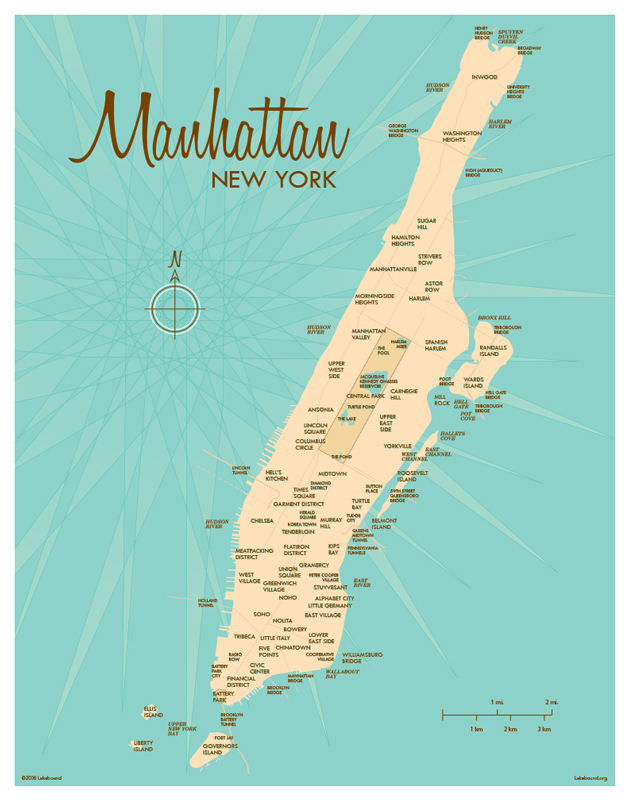 HENRY
HUDSON
BRIDGE
SPUYTEN
DUYVIL
CREEK
BROADWAY
BRIDGE
INWOOD
HUDSON
RIVER
UNIVERSITY
HEIGHTS
BRIDGE
HARLEM
RIVER
GEORGE
WASHINGTON
BRIDGE
WASHINGTON
HEIGHTS
Manhattan
NEW YORK
HIGH (AQUEDUCT)
BRIDGE
SUGAR
HILL
HAMILTON
HEIGHTS
N
STRIVERS
ROW
MANHATTANVILLE
ASTOR
ROW
MORNINGSIDE
HEIGHTS
HARLEM
BRONX KILL
HUDSON
RIVER
MANHATTAN
VALLEY
TRIBOROUGH
BRIDGE
HARLEM
MEER
THE
POOL
SPANISH
HARLEM
RANDALLS
ISLAND
UPPER
WEST
SIDE
JACQUELINE
KENNEDY ONASSIS
RESERVOIR
FOOT
BRIDGE
WARDS
ISLAND
CENTRAL PARK
CARNEGIE
HILL
MILL
ROCK
HELL
GATE
HELL GATE
BRIDGE
TRIBOROUGH
BRIDGE
POT
COVE
ANSONIA
TURTLE POND
THE LAKE
UPPER
EAST
SIDE
LINCOLN
SQUARE
COLUMBUS
CIRCLE
HALLETS
COVE
YORKVILLE
WEST
CHANNEL
EAST
CHANNEL
THE POND
LINCOLN
TUNNEL
HELL'S
KITCHEN
MIDTOWN
ROOSEVELT
ISLAND
DIAMOND
DISTRICT
TIMES
SQUARE
SUTTON
PLACE
59TH STREET
QUEENSBORO
BRIDGE
GARMENT DISTRICT
TURTLE
BAY
HERALD
SQUARE
KOREA TOWN
TENDERLOIN
MURRAY
HILL
TUDOR
CITY
BELMONT
ISLAND
HUDSON
RIVER
CHELSEA
QUEENS
MIDTOWN
TUNNEL
MEATPACKING
DISTRICT
FLATIRON
DISTRICT
KIPS
BAY
PENNSYLVANIA
TUNNELS
GRAMERCY
UNION
SQUARE
PETER COOPER
VILLAGE
WEST
VILLAGE
GREENWICH
VILLAGE
STUYVESANT
EAST
RIVER
HOLLAND
TUNNEL
NOHO
ALPHABET CITY
LITTLE GERMANY
SOHO
NOLITA
EAST VILLAGE
BOWERY
TRIBECA
LITTLE ITALY
LOWER
EAST SIDE
FIVE
POINTS
CHINATOWN
RADIO
ROW
COOPERATIVE
VILLAGE
WILLIAMSBURG
BRIDGE
BATTERY
PARK
CITY
CIVIC
CENTER
WALLABOUT
BAY
MANHATTAN
BRIDGE
FINANCIAL
DISTRICT
BROOKLYN
BRIDGE
BATTERY
PARK
ELLIS
ISLAND
BROOKLYN
BATTERY
TUNNEL
UPPER
NEW YORK
BAY
1 mi.
2 mi.
1 km
2 km
3 km
LIBERTY
ISLAND
FORT JAY
GOVERNORS
ISLAND
©2008 Lakebound
Lakebound.org